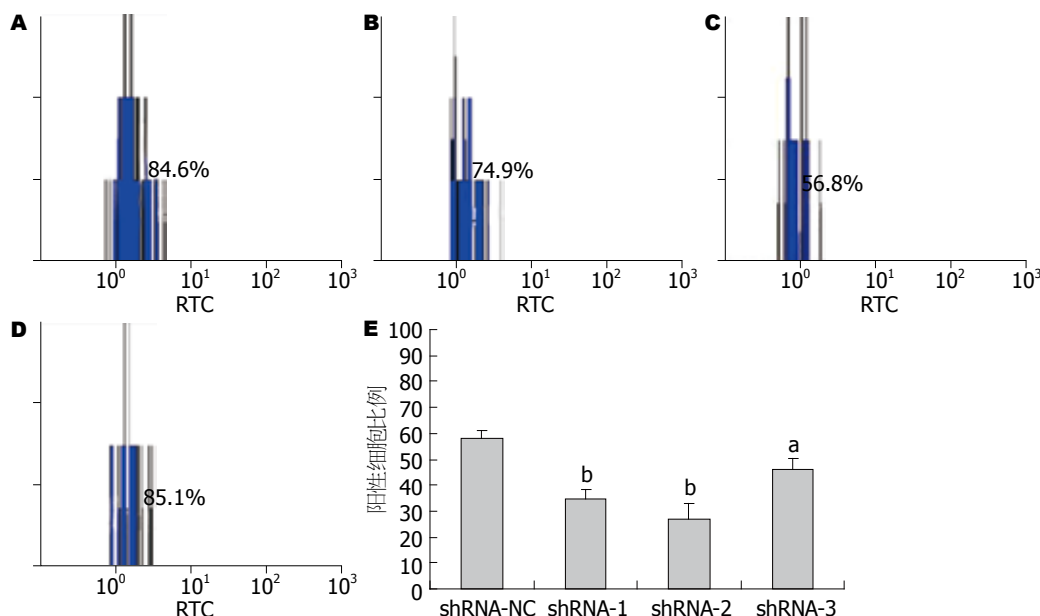 A
84.6%
10⁰ 10¹ 10² 10³
RTC
B
74.9%
10⁰ 10¹ 10² 10³
RTC
C
56.8%
10⁰ 10¹ 10² 10³
RTC
D
85.1%
10⁰ 10¹ 10² 10³
RTC
E
阳性细胞比例
100
90
80
70
60
50
40
30
20
10
0
b
b
a
shRNA-NC shRNA-1 shRNA-2 shRNA-3